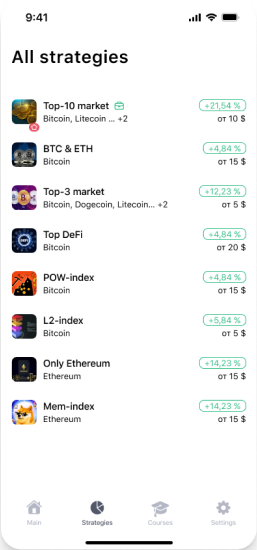 9:41
All strategies
Top-10 market
+21,54 %
Bitcoin, Litecoin ... +2
от 10 $
BTC & ETH
+4,84 %
Bitcoin
от 15 $
Top-3 market
+12,23 %
Bitcoin, Dogecoin, Litecoin... +2
от 5 $
Top DeFi
+4,84 %
Bitcoin
от 20 $
POW-index
+4,84 %
Bitcoin
от 15 $
L2-index
+5,84 %
Bitcoin
от 5 $
Only Ethereum
+14,23 %
Ethereum
от 15 $
Mem-index
+14,23 %
Ethereum
от 15 $
Main
Strategies
Courses
Settings